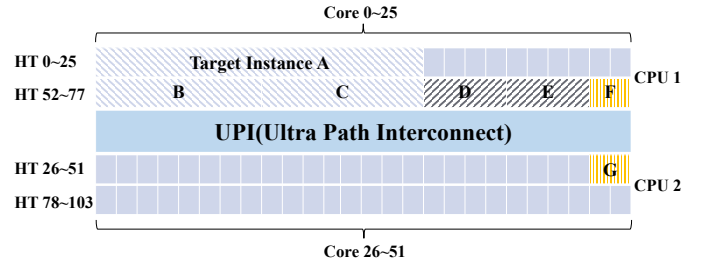 Core 0~25
HT 0~25
Target Instance A
CPU 1
HT 52~77
B C D E F
UPI(Ultra Path Interconnect)
HT 26~51
G
CPU 2
HT 78~103
Core 26~51